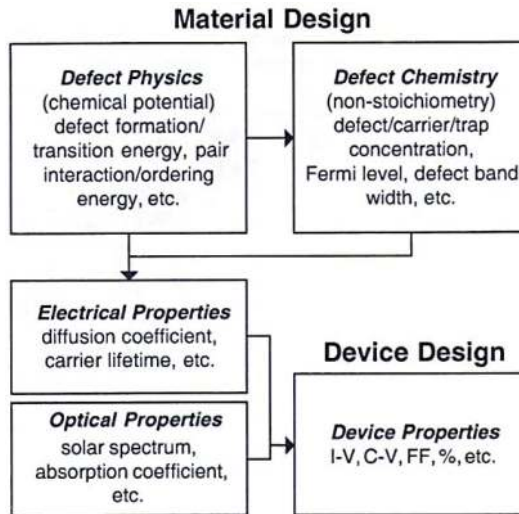 Material Design
Defect Physics
(chemical potential)
defect formation/
transition energy, pair
interaction/ordering
energy, etc.
Defect Chemistry
(non-stoichiometry)
defect/carrier/trap
concentration,
Fermi level, defect band
width, etc.
Electrical Properties
diffusion coefficient,
carrier lifetime, etc.
Optical Properties
solar spectrum,
absorption coefficient,
etc.
Device Design
Device Properties
I-V, C-V, FF, %, etc.